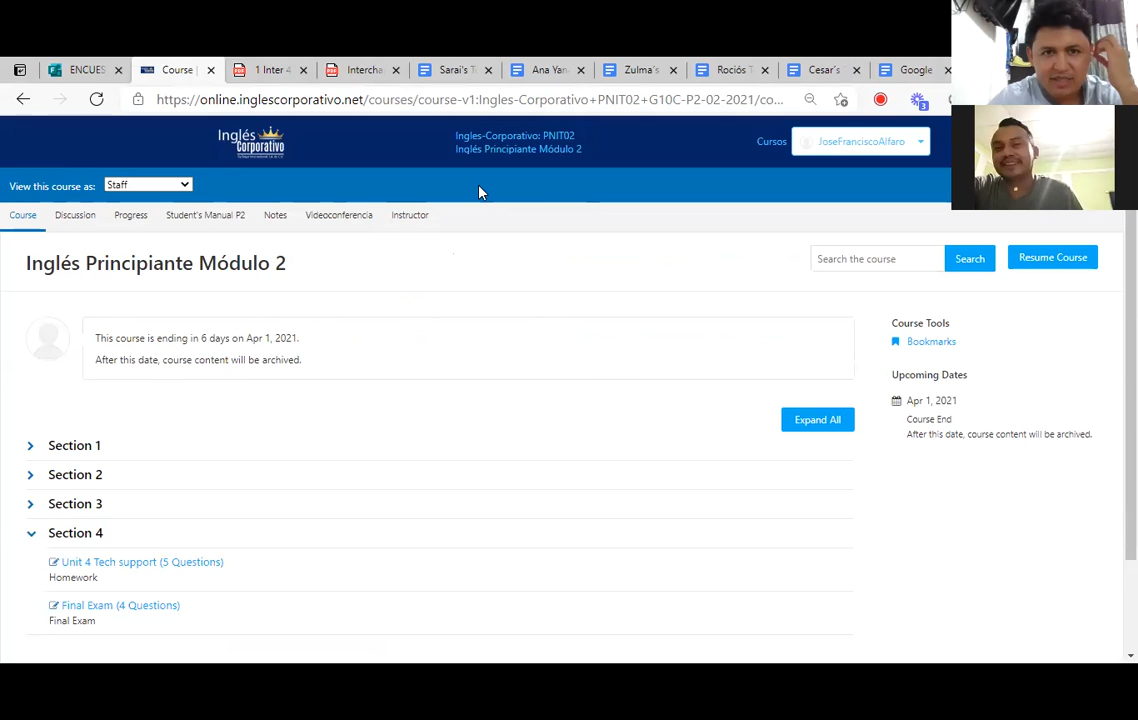 ENCUES
Course |
1 Inter 4
Intercha
Sarai's T
Ana Yan
Zulma´s
Rociós T
Cesar´s
Google
https://online.inglescorporativo.net/courses/course-v1:Ingles-Corporativo+PNIT02+G10C-P2-02-2021/co...
3
Inglés
Corporativo
Ingles-Corporativo: PNIT02
Inglés Principiante Módulo 2
Cursos
JoseFranciscoAlfaro
View this course as:
Staff
Course
Discussion
Progress
Student's Manual P2
Notes
Videoconferencia
Instructor
Inglés Principiante Módulo 2
Search the course
Search
Resume Course
This course is ending in 6 days on Apr 1, 2021.
After this date, course content will be archived.
Course Tools
Bookmarks
Upcoming Dates
Apr 1, 2021
Course End
After this date, course content will be archived.
Expand All
Section 1
Section 2
Section 3
Section 4
Unit 4 Tech support (5 Questions)
Homework
Final Exam (4 Questions)
Final Exam